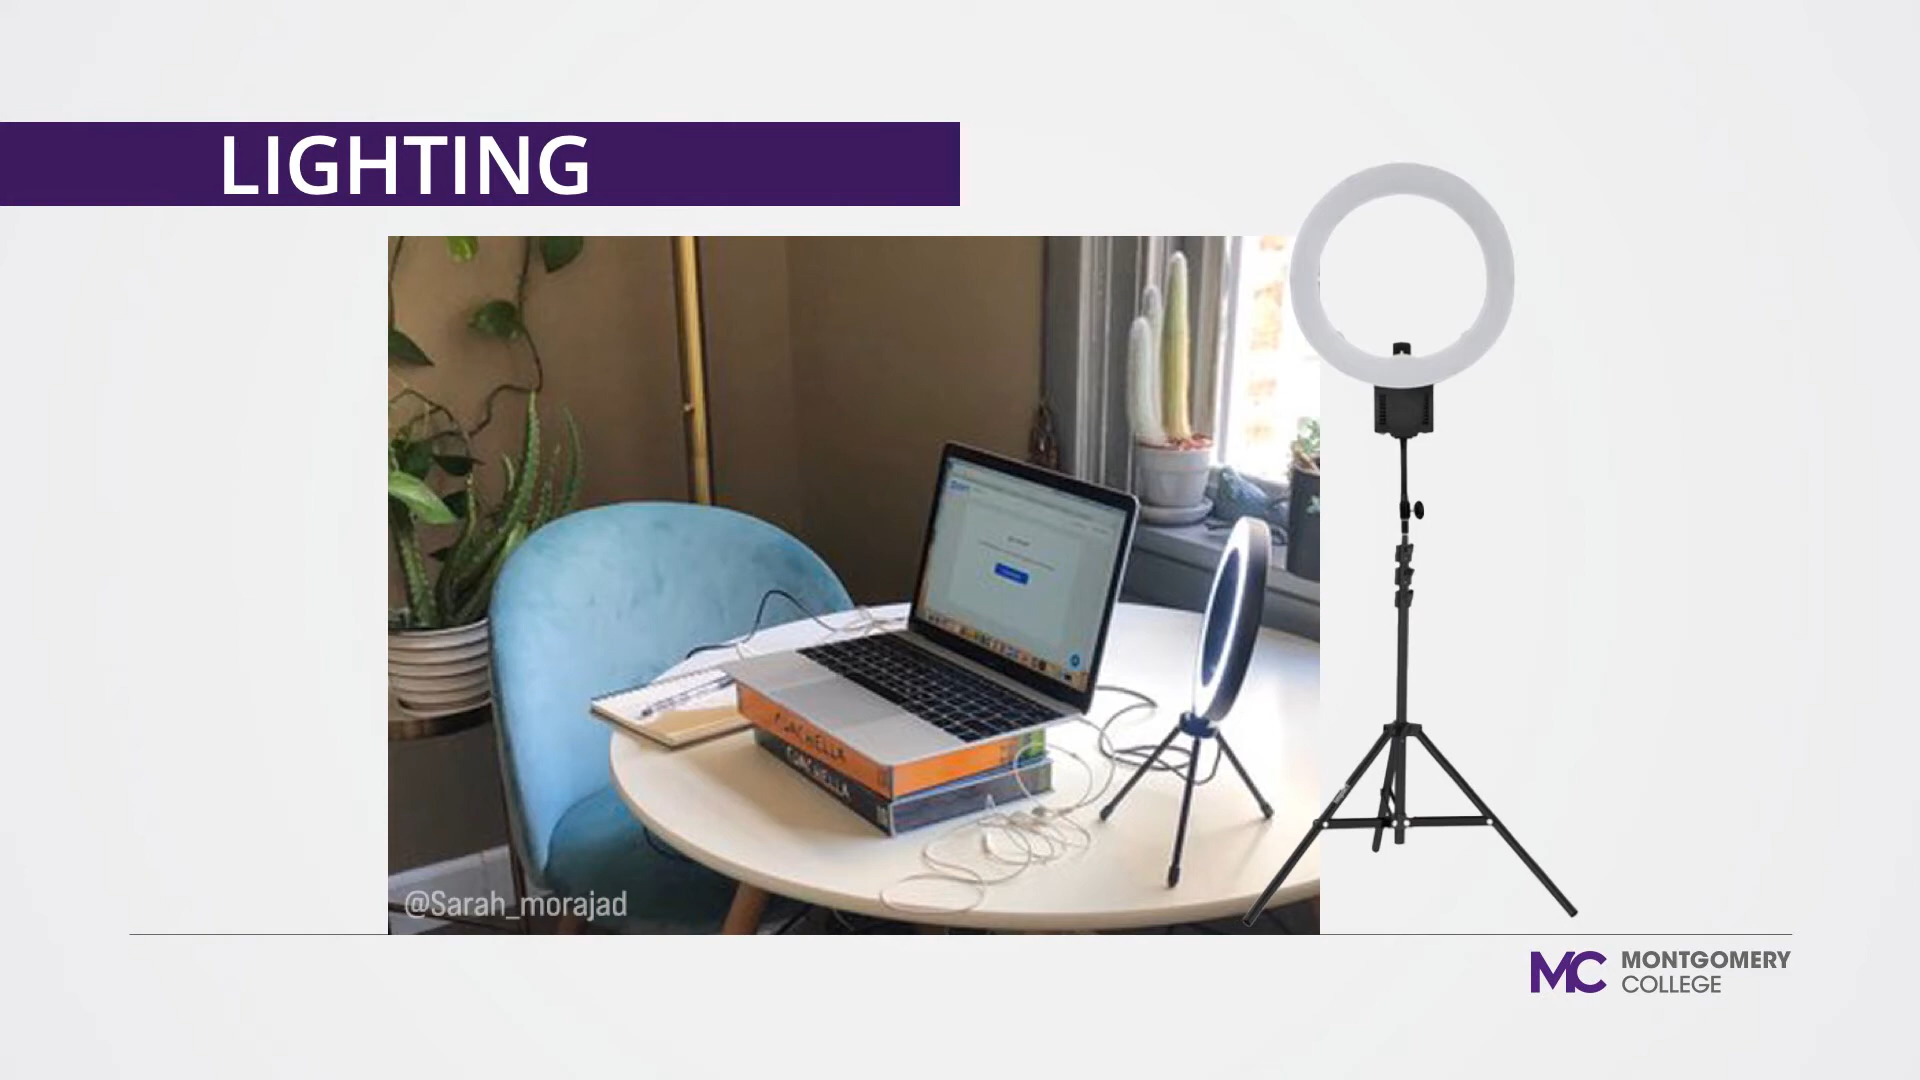 LIGHTING
COACHELLA
COACHELLA
@Sarah_morajad
MC MONTGOMERY
COLLEGE